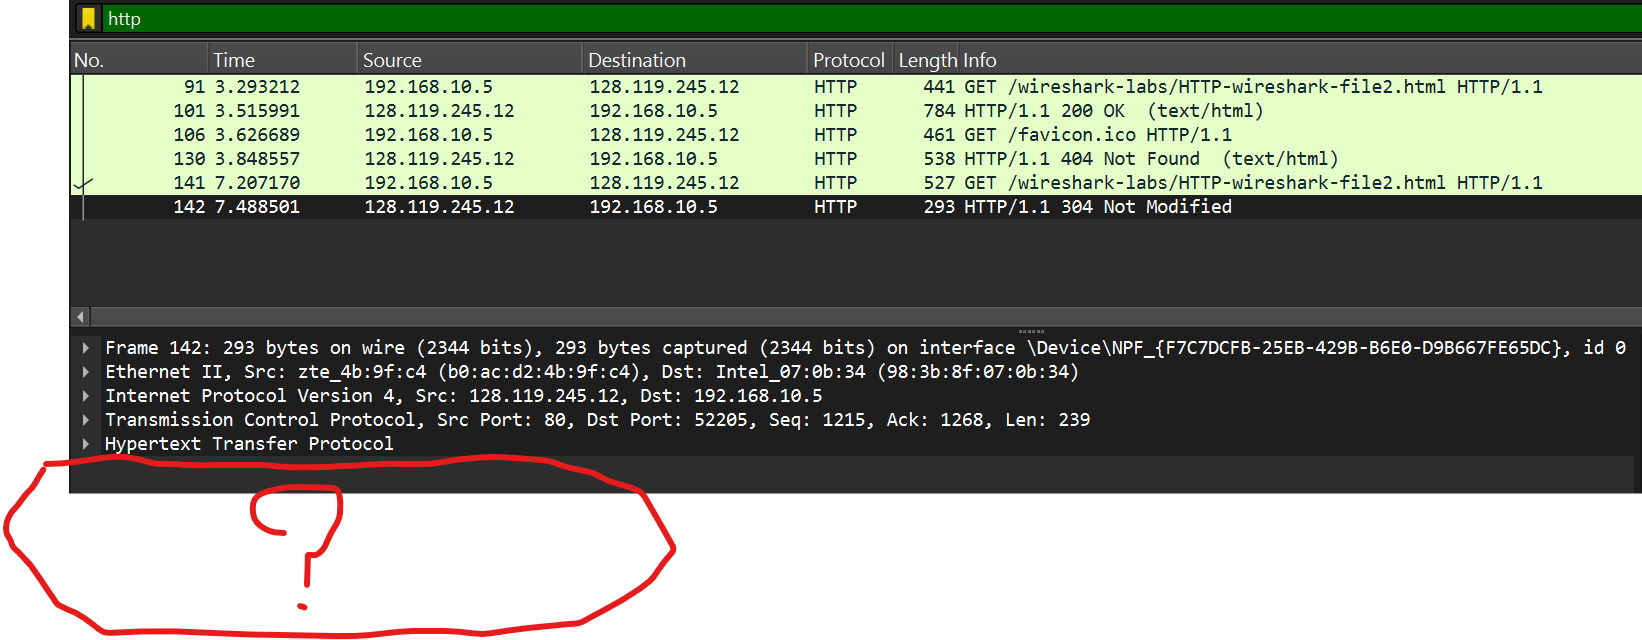 http
No. Time Source Destination Protocol Length Info
91 3.293212 192.168.10.5 128.119.245.12 HTTP 441 GET /wireshark-labs/HTTP-wireshark-file2.html HTTP/1.1
101 3.515991 128.119.245.12 192.168.10.5 HTTP 784 HTTP/1.1 200 OK (text/html)
106 3.626689 192.168.10.5 128.119.245.12 HTTP 461 GET /favicon.ico HTTP/1.1
130 3.848557 128.119.245.12 192.168.10.5 HTTP 538 HTTP/1.1 404 Not Found (text/html)
141 7.207170 192.168.10.5 128.119.245.12 HTTP 527 GET /wireshark-labs/HTTP-wireshark-file2.html HTTP/1.1
142 7.488501 128.119.245.12 192.168.10.5 HTTP 293 HTTP/1.1 304 Not Modified
Frame 142: 293 bytes on wire (2344 bits), 293 bytes captured (2344 bits) on interface \Device\NPF_{F7C7DCFB-25EB-429B-B6E0-D9B667FE65DC}, id 0
Ethernet II, Src: zte_4b:9f:c4 (b0:ac:d2:4b:9f:c4), Dst: Intel_07:0b:34 (98:3b:8f:07:0b:34)
Internet Protocol Version 4, Src: 128.119.245.12, Dst: 192.168.10.5
Transmission Control Protocol, Src Port: 80, Dst Port: 52205, Seq: 1215, Ack: 1268, Len: 239
Hypertext Transfer Protocol
?